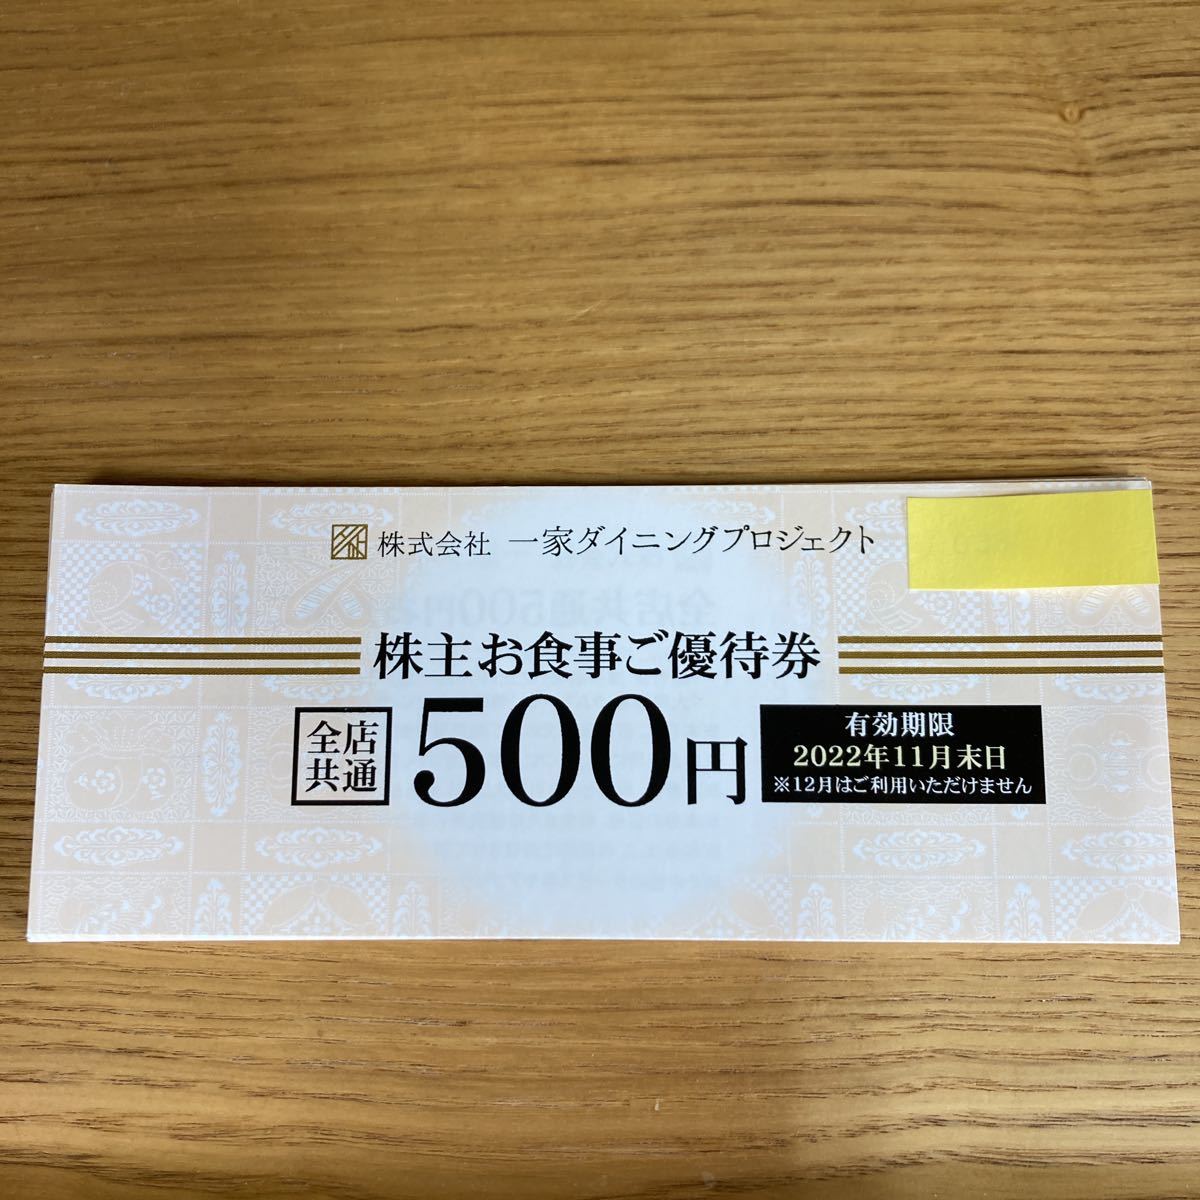 株式会社 一家ダイニングプロジェクト
株主お食事ご優待券
全店共通 500円
有効期限
2022年11月末日
※12月はご利用いただけません